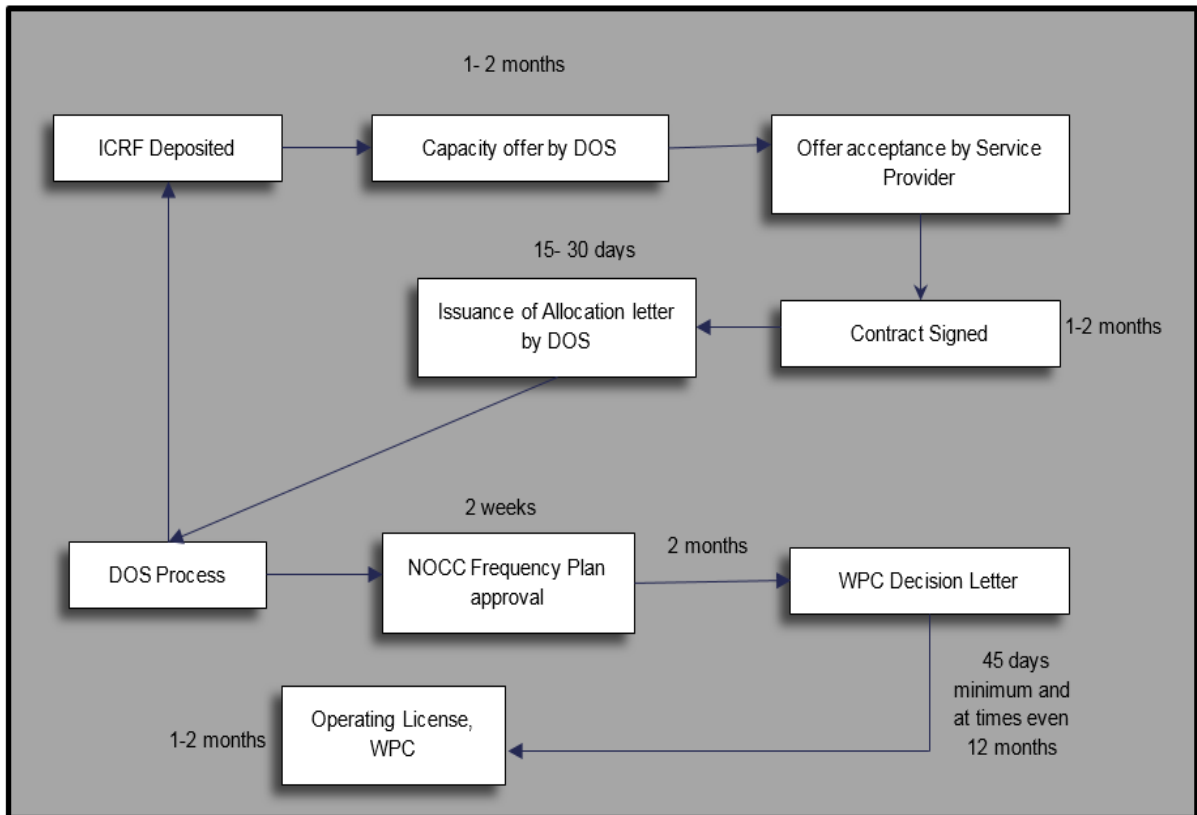 1- 2 months
ICRF Deposited
Capacity offer by DOS
Offer acceptance by Service
Provider
15- 30 days
Issuance of Allocation letter
by DOS
Contract Signed
1-2 months
2 weeks
2 months
DOS Process
NOCC Frequency Plan
approval
WPC Decision Letter
45 days
minimum and
at times even
12 months
Operating License,
WPC
1-2 months